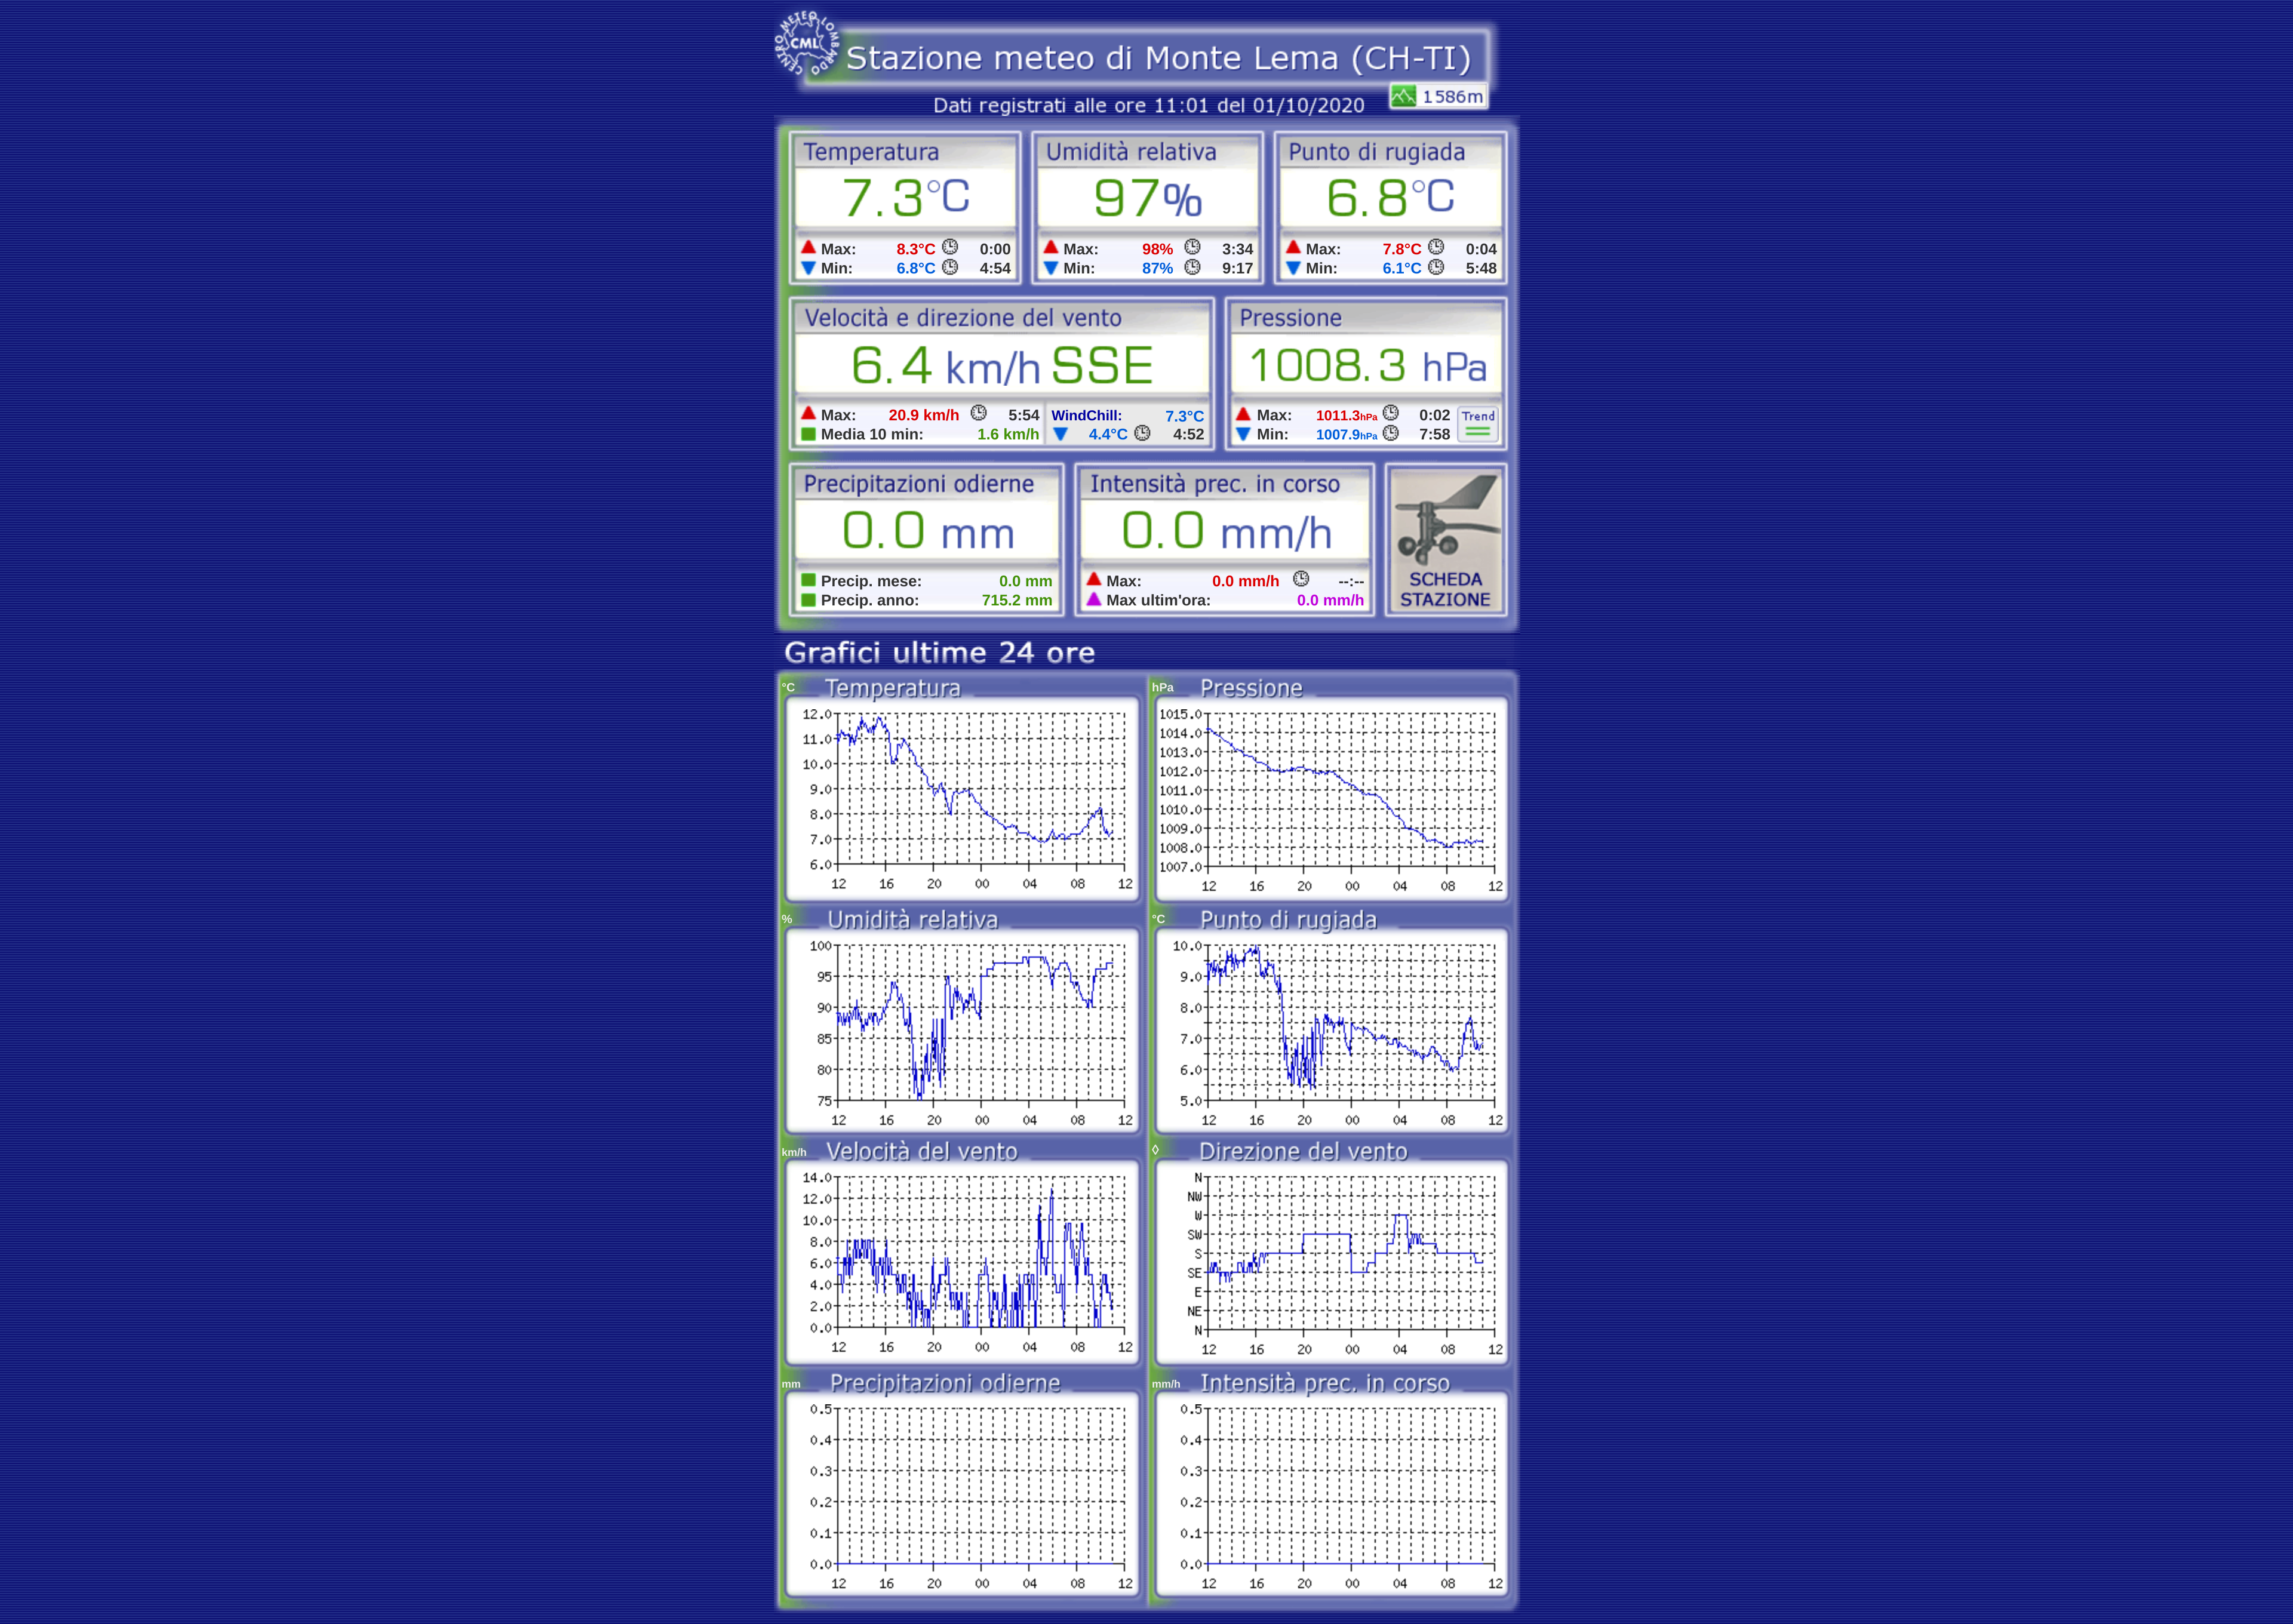 CENTRO METEO LOMBARDO
CML
Stazione meteo di Monte Lema (CH-TI)
Dati registrati alle ore 11:01 del 01/10/2020
1586m
Temperatura Umidità relativa Punto di rugiada
7.3°C 97% 6.8°C
Max: 8.3°C 0:00 Max: 98% 3:34 Max: 7.8°C 0:04
Min: 6.8°C 4:54 Min: 87% 9:17 Min: 6.1°C 5:48
Velocità e direzione del vento Pressione
6.4 km/h SSE 1008.3 hPa
Max: 20.9 km/h 5:54 WindChill: 7.3°C Max: 1011.3hPa 0:02 Trend
Media 10 min: 1.6 km/h 4.4°C 4:52 Min: 1007.9hPa 7:58
Precipitazioni odierne Intensità prec. in corso
0.0 mm 0.0 mm/h
Precip. mese: 0.0 mm Max: 0.0 mm/h --:-- SCHEDA
Precip. anno: 715.2 mm Max ultim'ora: 0.0 mm/h STAZIONE
Grafici ultime 24 ore
°C Temperatura
12.0
11.0
10.0
9.0
8.0
7.0
6.0
12 16 20 00 04 08 12
hPa Pressione
1015.0
1014.0
1013.0
1012.0
1011.0
1010.0
1009.0
1008.0
1007.0
12 16 20 00 04 08 12
% Umidità relativa
100
95
90
85
80
75
12 16 20 00 04 08 12
°C Punto di rugiada
10.0
9.0
8.0
7.0
6.0
5.0
12 16 20 00 04 08 12
km/h Velocità del vento
14.0
12.0
10.0
8.0
6.0
4.0
2.0
0.0
12 16 20 00 04 08 12
◊ Direzione del vento
N
NW
W
SW
S
SE
E
NE
N
12 16 20 00 04 08 12
mm Precipitazioni odierne
0.5
0.4
0.3
0.2
0.1
0.0
12 16 20 00 04 08 12
mm/h Intensità prec. in corso
0.5
0.4
0.3
0.2
0.1
0.0
12 16 20 00 04 08 12